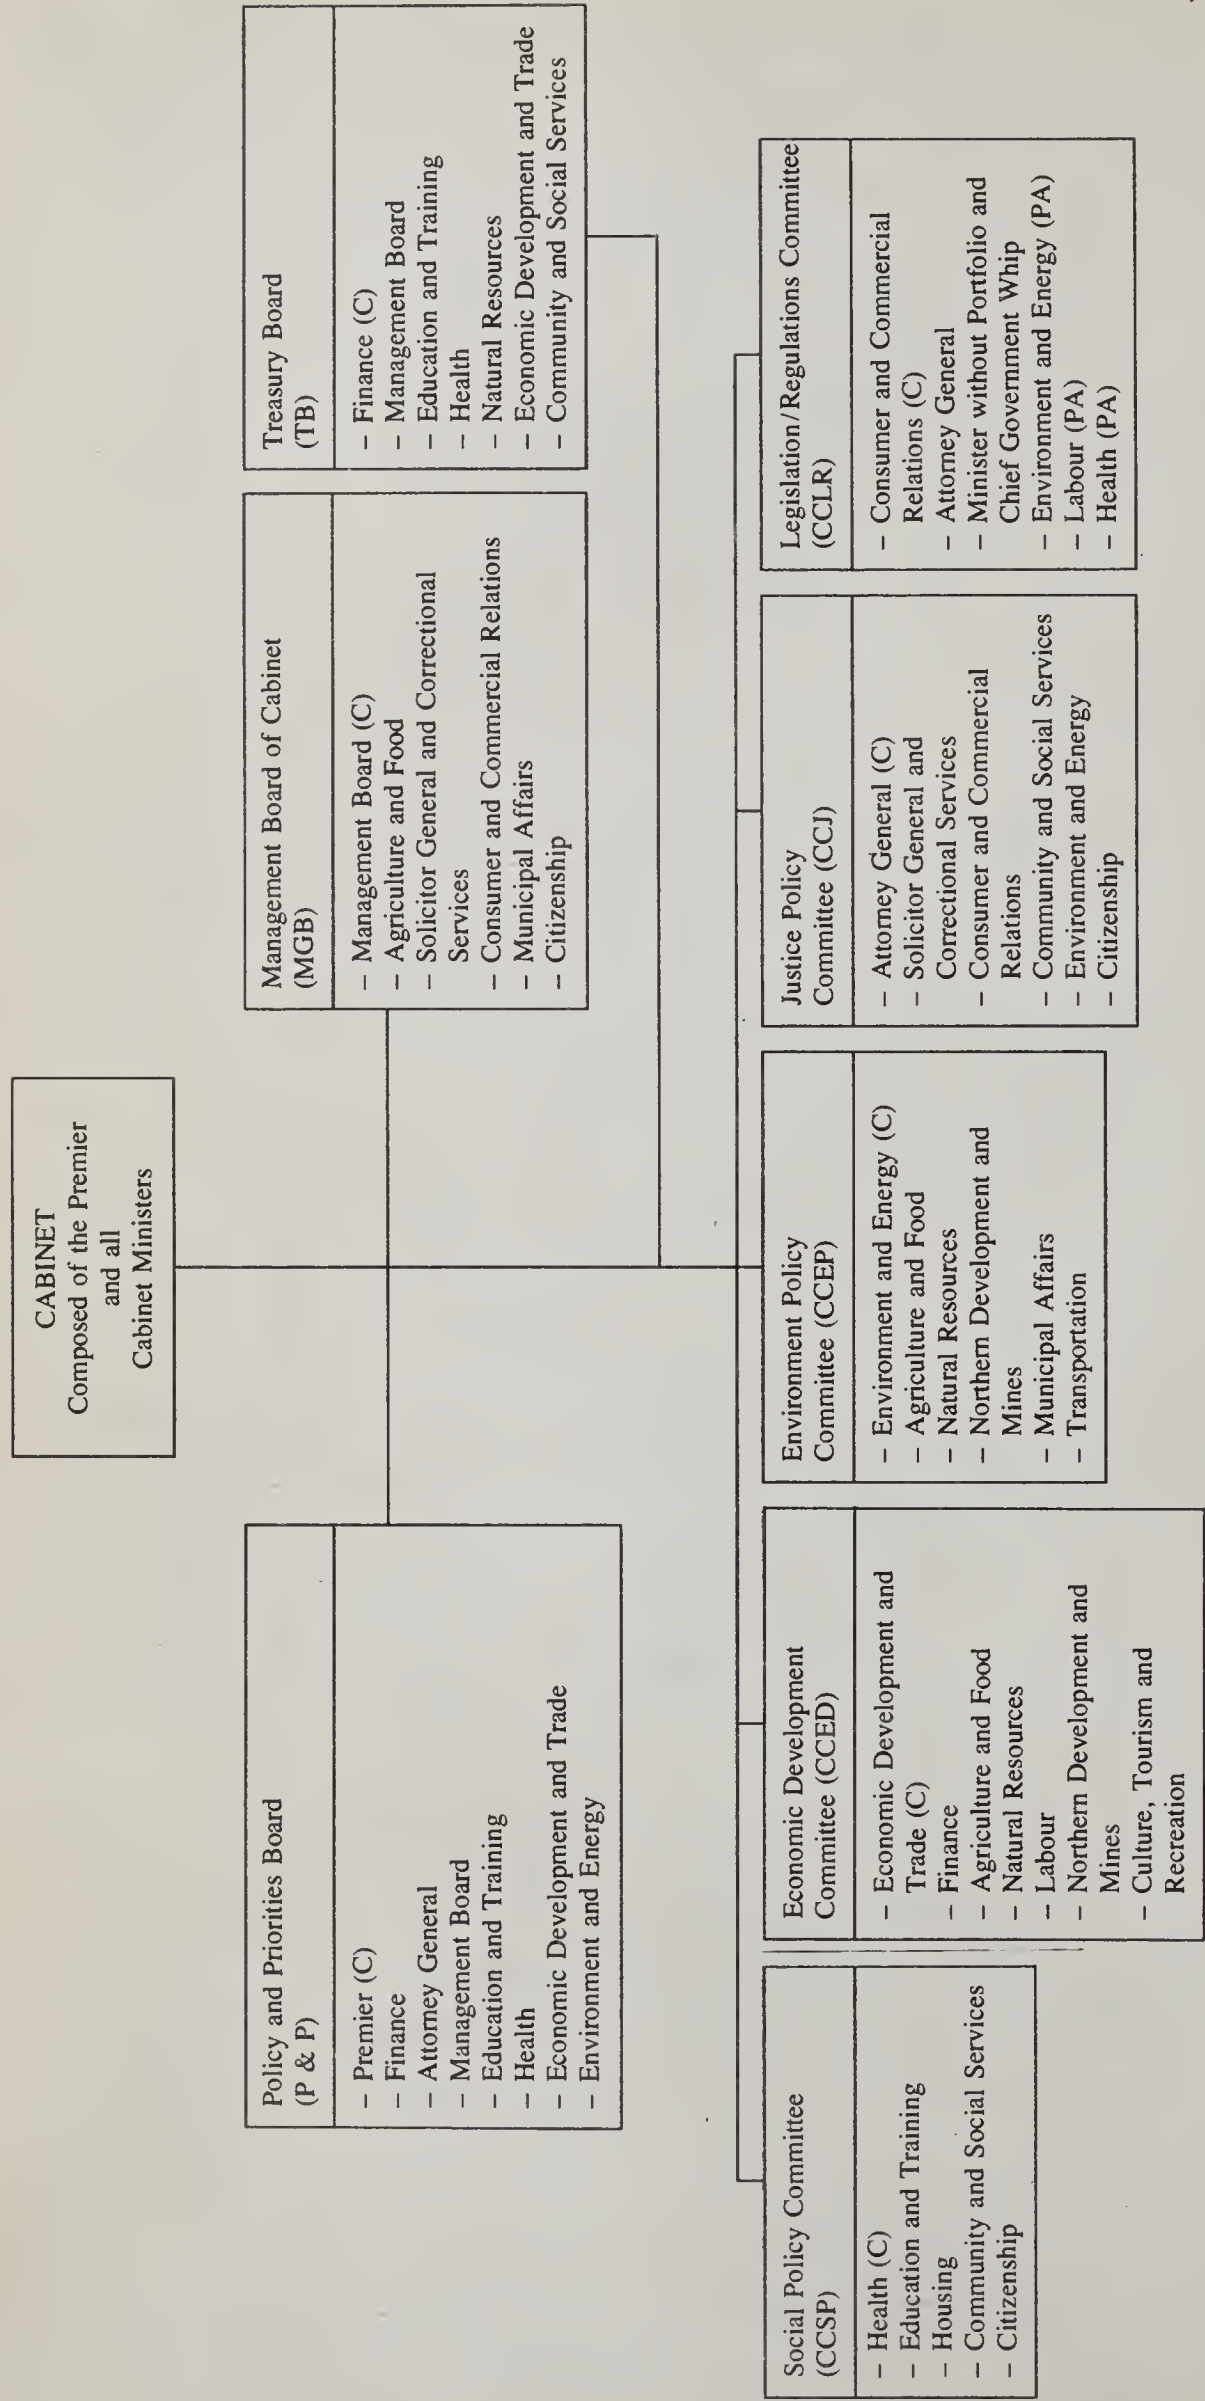 CABINET
Composed of the Premier
and all
Cabinet Ministers
Policy and Priorities Board
(P & P)
– Premier (C)
– Finance
– Attorney General
– Management Board
– Education and Training
– Health
– Economic Development and Trade
– Environment and Energy
Management Board of Cabinet
(MGB)
– Management Board (C)
– Agriculture and Food
– Solicitor General and Correctional
Services
– Consumer and Commercial Relations
– Municipal Affairs
– Citizenship
Treasury Board
(TB)
– Finance (C)
– Management Board
– Education and Training
– Health
– Natural Resources
– Economic Development and Trade
– Community and Social Services
Social Policy Committee
(CCSP)
– Health (C)
– Education and Training
– Housing
– Community and Social Services
– Citizenship
Economic Development
Committee (CCED)
– Economic Development and
Trade (C)
– Finance
– Agriculture and Food
– Natural Resources
– Labour
– Northern Development and
Mines
– Culture, Tourism and
Recreation
Environment Policy
Committee (CCEP)
– Environment and Energy (C)
– Agriculture and Food
– Natural Resources
– Northern Development and
Mines
– Municipal Affairs
– Transportation
Justice Policy
Committee (CCJ)
– Attorney General (C)
– Solicitor General and
Correctional Services
– Consumer and Commercial
Relations
– Community and Social Services
– Environment and Energy
– Citizenship
Legislation/Regulations Committee
(CCLR)
– Consumer and Commercial
Relations (C)
– Attorney General
– Minister without Portfolio and
Chief Government Whip
– Environment and Energy (PA)
– Labour (PA)
– Health (PA)